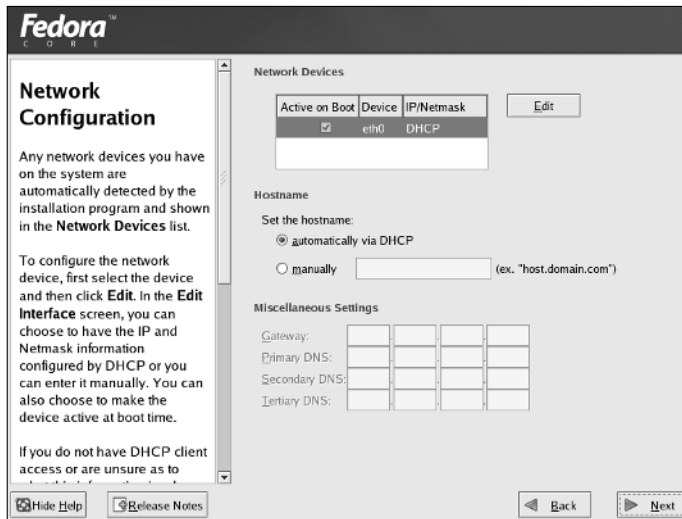 Fedora™
CORE
Network
Configuration
Any network devices you have
on the system are
automatically detected by the
installation program and shown
in the Network Devices list.
To configure the network
device, first select the device
and then click Edit. In the Edit
Interface screen, you can
choose to have the IP and
Netmask information
configured by DHCP or you
can enter it manually. You can
also choose to make the
device active at boot time.
If you do not have DHCP client
access or are unsure as to
Network Devices
Active on Boot Device IP/Netmask
eth0 DHCP
Edit
Hostname
Set the hostname:
automatically via DHCP
manually (ex. "host.domain.com")
Miscellaneous Settings
Gateway:
Primary DNS:
Secondary DNS:
Tertiary DNS:
Hide Help
Release Notes
Back
Next